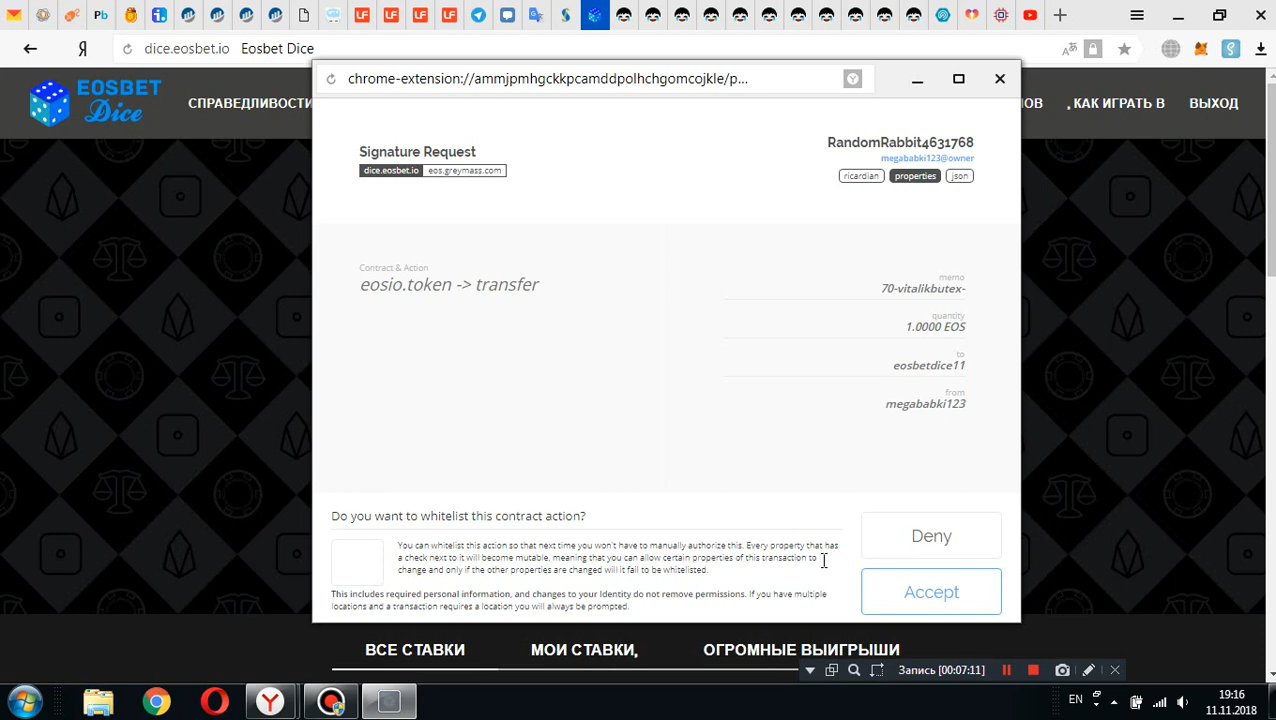 Pb
LF
LF
LF
LF
Я
dice.eosbet.io Eosbet Dice
EOSBET
Dice
СПРАВЕДЛИВОСТИ
ОВ
, КАК ИГРАТЬ В
ВЫХОД
chrome-extension://ammjpmhgckkpcamddpolhchgomcojkle/p...
Signature Request
dice.eosbet.io eos.greymass.com
RandomRabbit4631768
megababki123@owner
ricardian properties json
Contract & Action
eosio.token -> transfer
memo
70-vitalikbutex-
quantity
1.0000 EOS
to
eosbetdice11
from
megababki123
Do you want to whitelist this contract action?
You can whitelist this action so that next time you won't have to manually authorize this. Every property that has
a check next to it will become mutable, meaning that you can allow certain properties of this transaction to
change and only if the other properties are changed will it fail to be whitelisted.
This includes required personal information, and changes to your Identity do not remove permissions. If you have multiple
locations and a transaction requires a location you will always be prompted.
Deny
Accept
ВСЕ СТАВКИ
МОИ СТАВКИ,
ОГРОМНЫЕ ВЫИГРЫШИ
Запись [00:07:11]
EN
19:16
11.11.2018